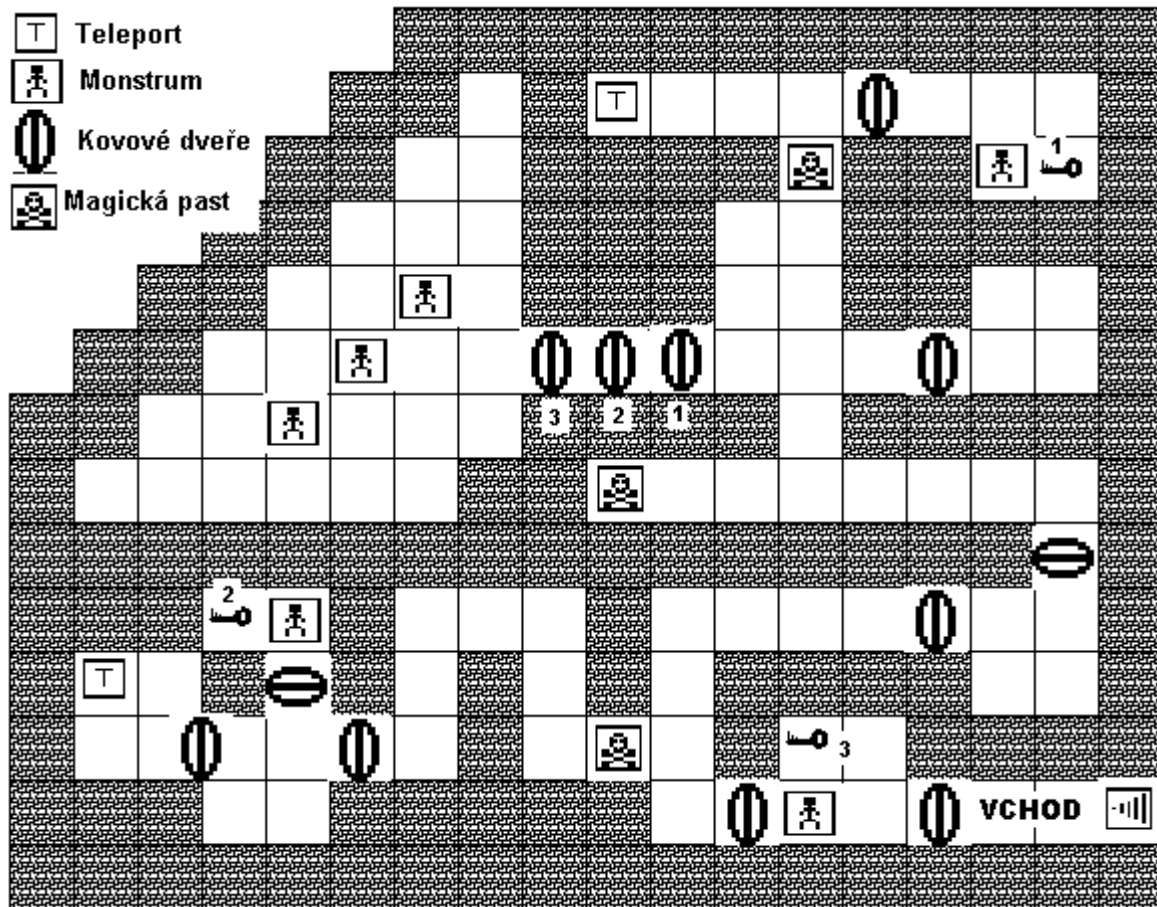 T Teleport
Monstrum
Kovové dveře
Magická past
T
1
3 2 1
2
T
3
VCHOD